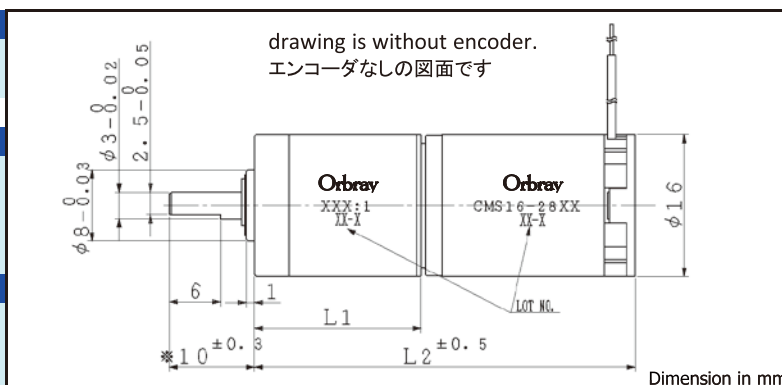 drawing is without encoder.
エンコーダなしの図面です
φ8-0.03 0
φ3-0.02 0
2.5-0.05 0
Orbray
XXX:1
XX-X
Orbray
CMS16-28XX
XX-X
φ16
6
1
LOT NO.
L1
※10±0.3
L2±0.5
Dimension in mm